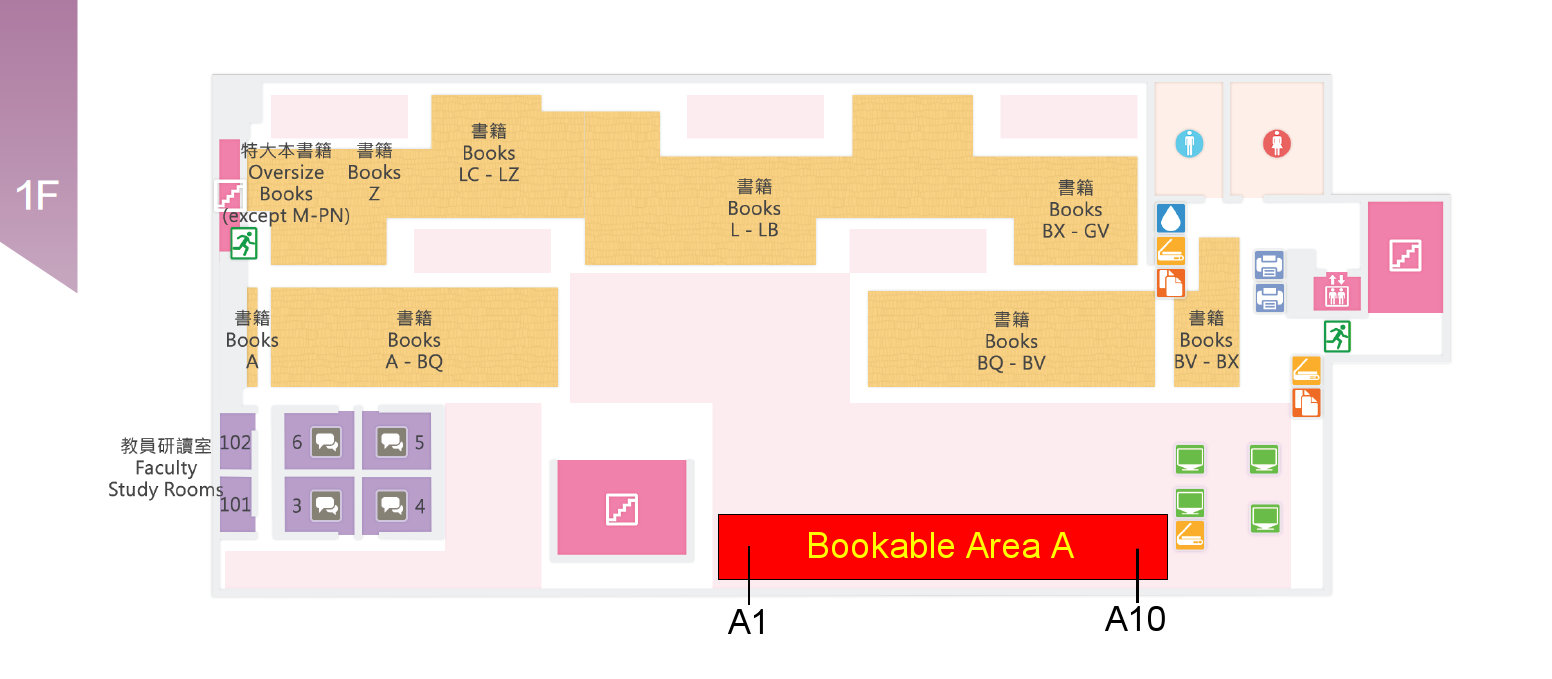 1F
特大本書籍
Oversize
Books
(except M-PN)
書籍
Books
Z
書籍
Books
LC - LZ
書籍
Books
L - LB
書籍
Books
BX - GV
書籍
Books
A
書籍
Books
A - BQ
書籍
Books
BQ - BV
書籍
Books
BV - BX
教員研讀室
Faculty
Study Rooms
102
101
6
5
3
4
Bookable Area A
A1
A10